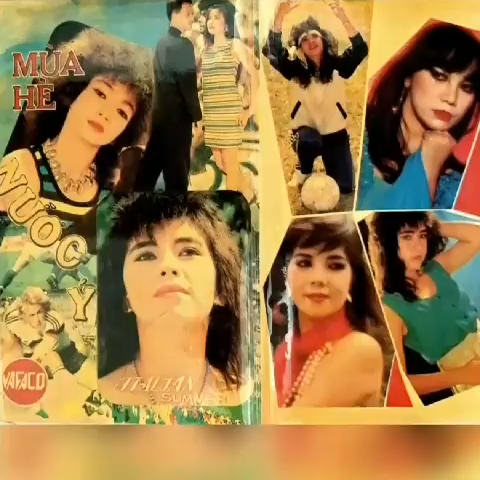 MÙA
HÈ
NƯỚC Ý
VAFACO
ITALIAN
SUMMER